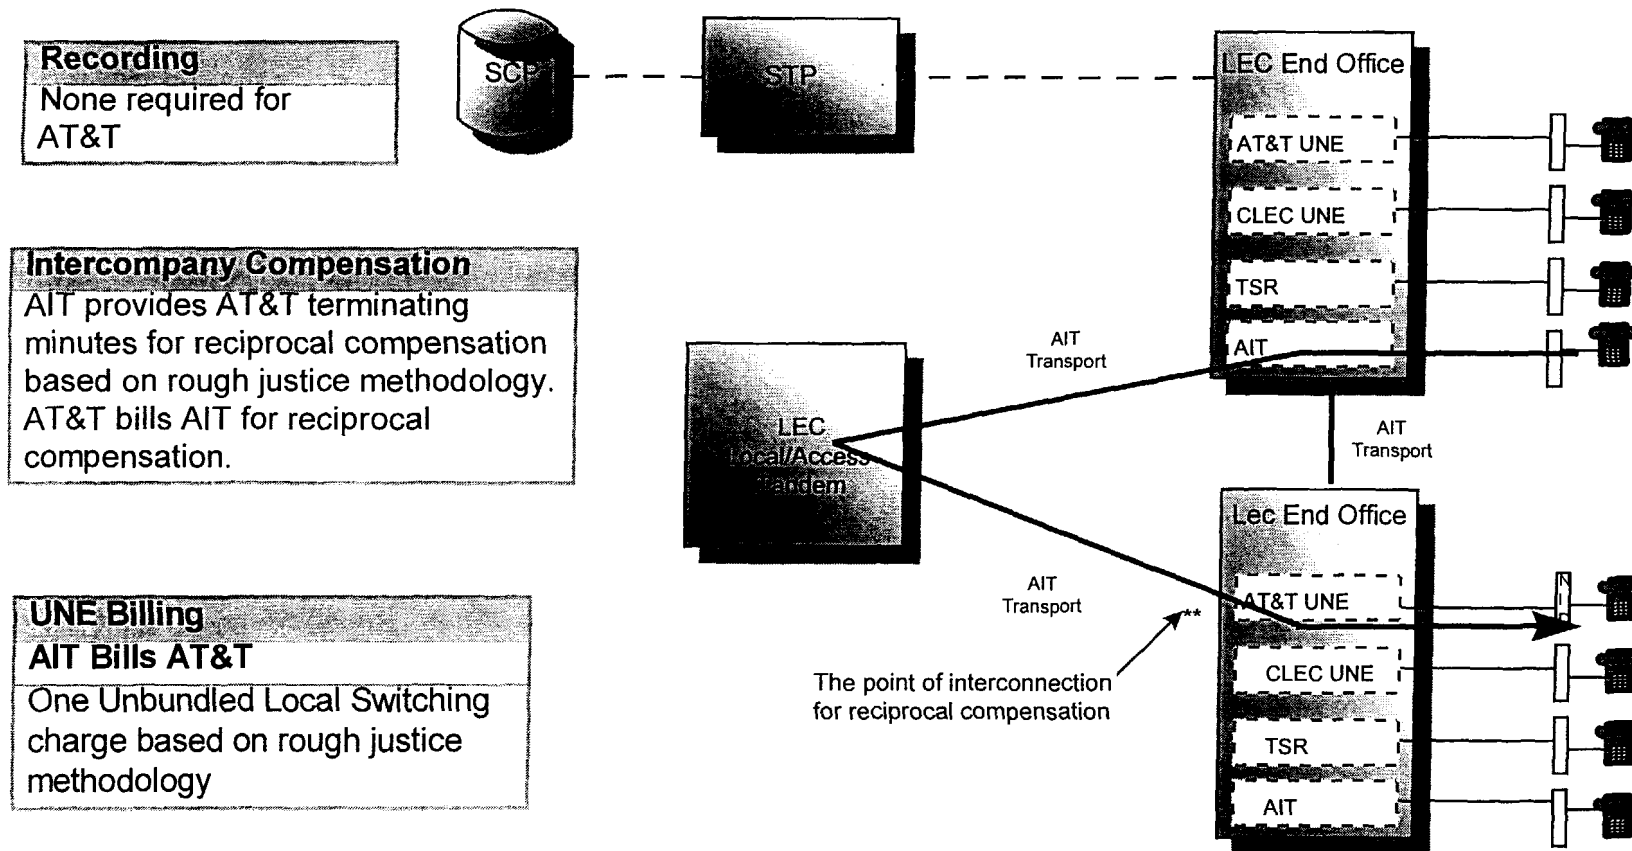 Recording
None required for
AT&T
SCP
STP
LEC End Office
AT&T UNE
CLEC UNE
TSR
AIT
Intercompany Compensation
AIT provides AT&T terminating
minutes for reciprocal compensation
based on rough justice methodology.
AT&T bills AIT for reciprocal
compensation.
AIT
Transport
LEC
Local/Access
Tandem
AIT
Transport
AIT
Transport
Lec End Office
AT&T UNE
CLEC UNE
TSR
AIT
**
The point of interconnection
for reciprocal compensation
UNE Billing
AIT Bills AT&T
One Unbundled Local Switching
charge based on rough justice
methodology